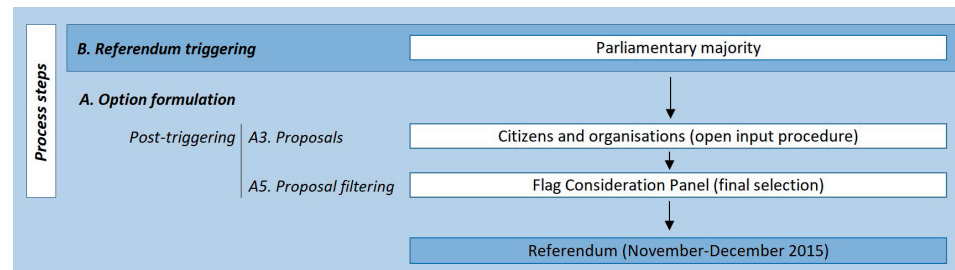 Process steps
B. Referendum triggering
Parliamentary majority
A. Option formulation
Post-triggering
A3. Proposals
Citizens and organisations (open input procedure)
A5. Proposal filtering
Flag Consideration Panel (final selection)
Referendum (November-December 2015)